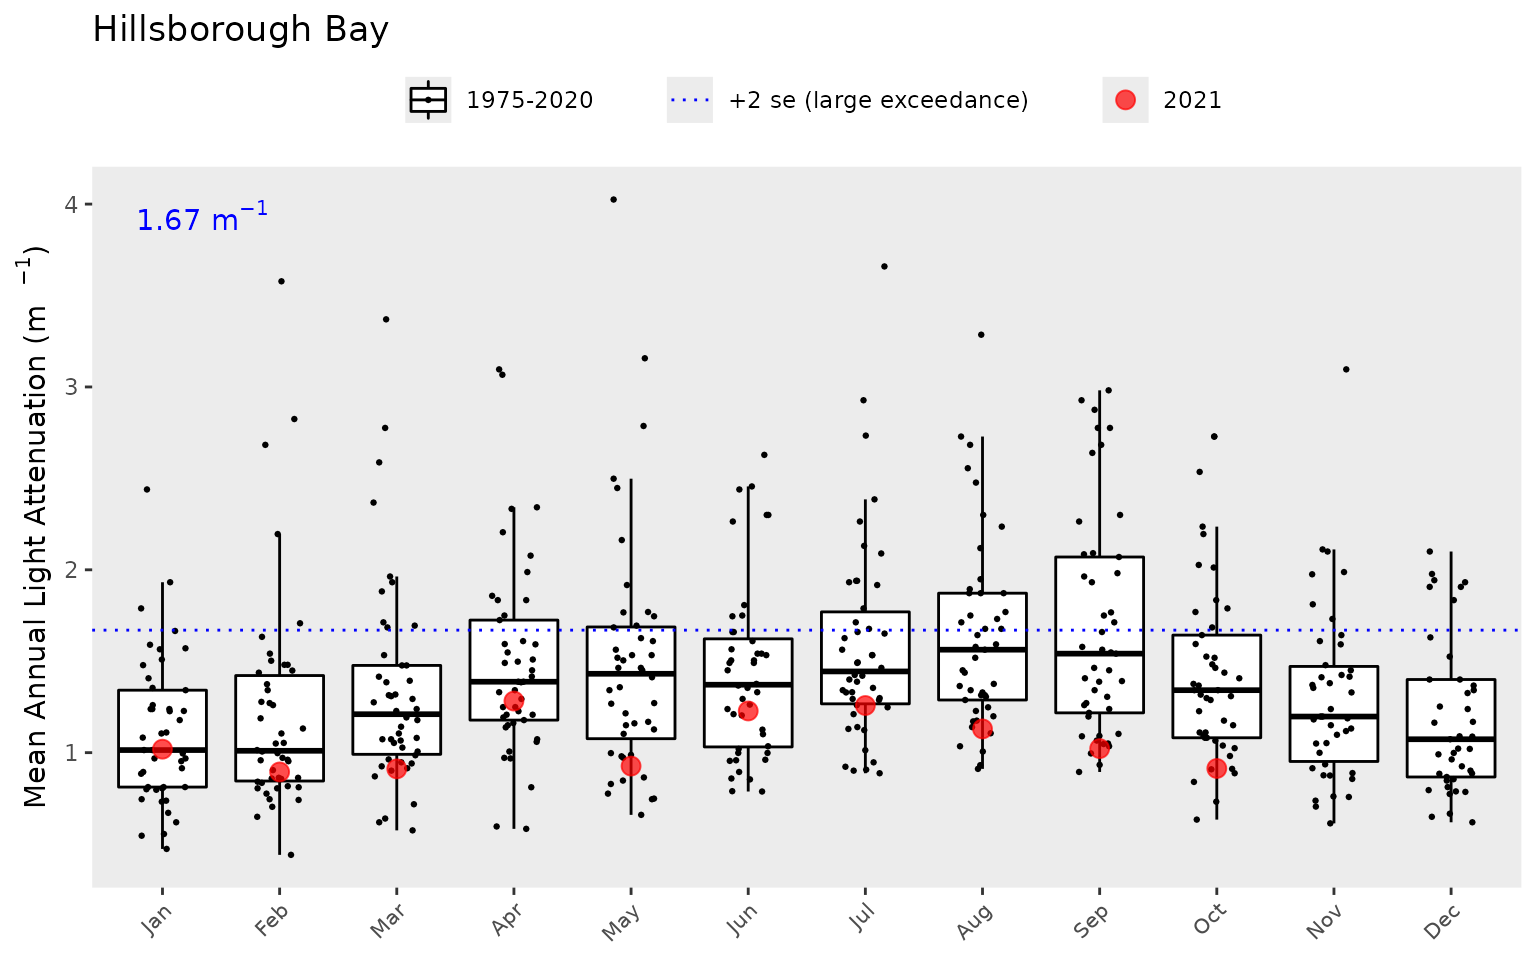 Hillsborough Bay
1975-2020
+2 se (large exceedance)
2021
Mean Annual Light Attenuation (m⁻¹)
1.67 m⁻¹
4
3
2
1
Jan
Feb
Mar
Apr
May
Jun
Jul
Aug
Sep
Oct
Nov
Dec